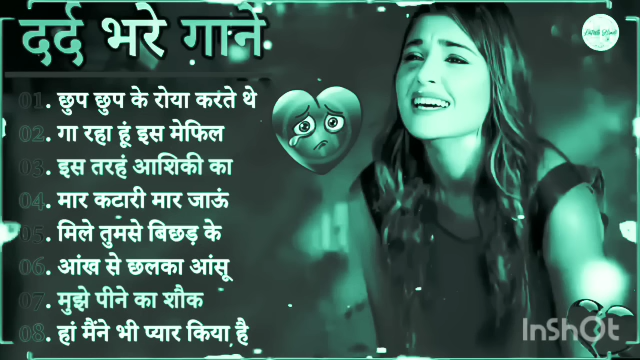 दर्द भरे गाने
01. छुप छुप के रोया करते थे
02. गा रहा हूं इस मेफिल
03. इस तरहं आशिकी का
04. मार कटारी मार जाऊं
05. मिले तुमसे बिछड़ के
06. आंख से छलका आंसू
07. मुझे पीने का शौक
08. हां मैंने भी प्यार किया है
InShOt